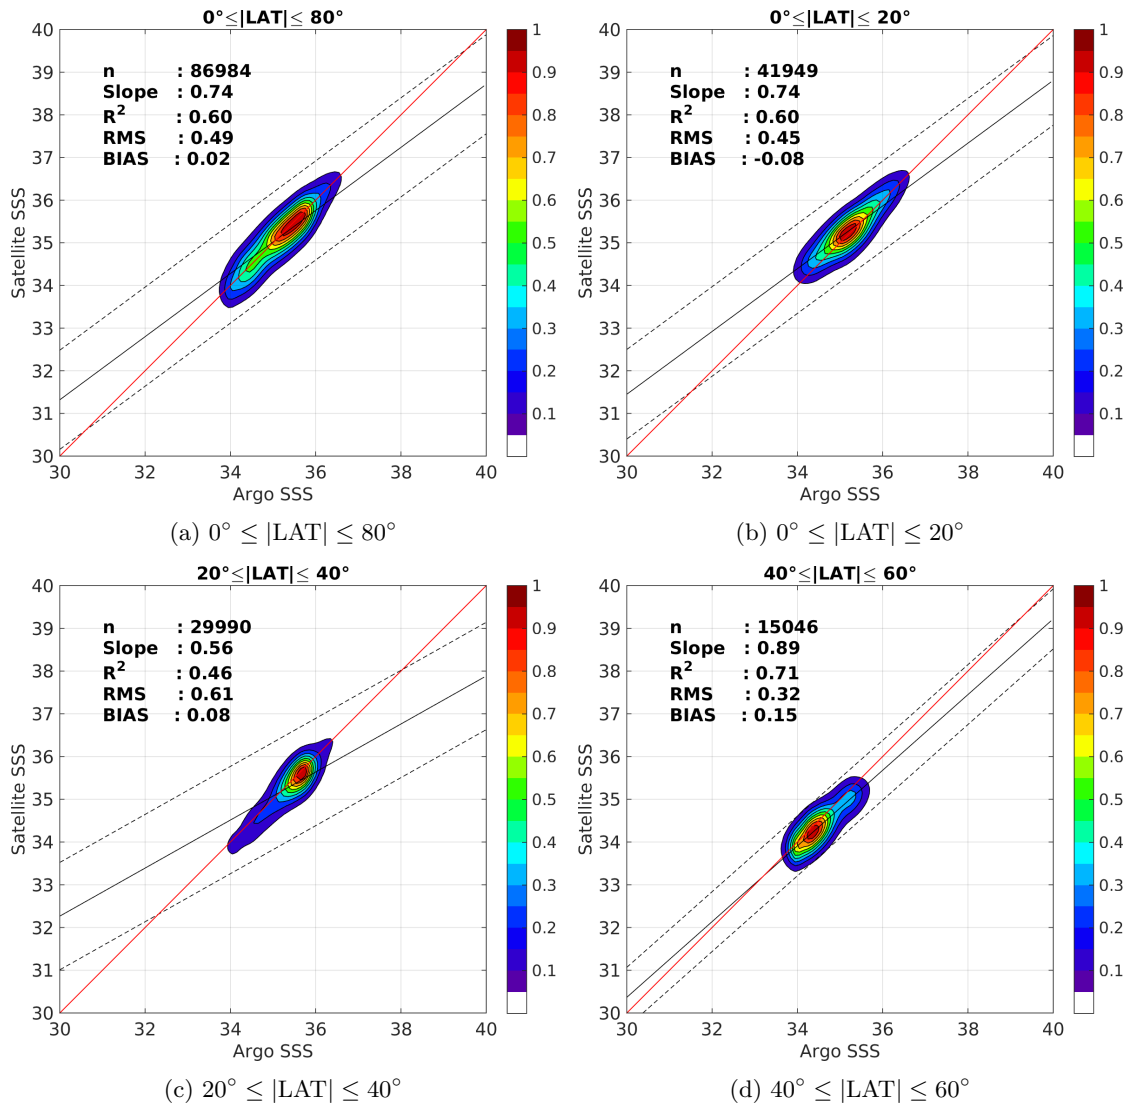 0°≤|LAT|≤ 80°
n : 86984
Slope : 0.74
R² : 0.60
RMS : 0.49
BIAS : 0.02
Satellite SSS
40
39
38
37
36
35
34
33
32
31
30
30 32 34 36 38 40
Argo SSS
1
0.9
0.8
0.7
0.6
0.5
0.4
0.3
0.2
0.1
(a) 0° ≤ |LAT| ≤ 80°
0°≤|LAT|≤ 20°
n : 41949
Slope : 0.74
R² : 0.60
RMS : 0.45
BIAS : -0.08
Satellite SSS
40
39
38
37
36
35
34
33
32
31
30
30 32 34 36 38 40
Argo SSS
1
0.9
0.8
0.7
0.6
0.5
0.4
0.3
0.2
0.1
(b) 0° ≤ |LAT| ≤ 20°
20°≤|LAT|≤ 40°
n : 29990
Slope : 0.56
R² : 0.46
RMS : 0.61
BIAS : 0.08
Satellite SSS
40
39
38
37
36
35
34
33
32
31
30
30 32 34 36 38 40
Argo SSS
1
0.9
0.8
0.7
0.6
0.5
0.4
0.3
0.2
0.1
(c) 20° ≤ |LAT| ≤ 40°
40°≤|LAT|≤ 60°
n : 15046
Slope : 0.89
R² : 0.71
RMS : 0.32
BIAS : 0.15
Satellite SSS
40
39
38
37
36
35
34
33
32
31
30
30 32 34 36 38 40
Argo SSS
1
0.9
0.8
0.7
0.6
0.5
0.4
0.3
0.2
0.1
(d) 40° ≤ |LAT| ≤ 60°